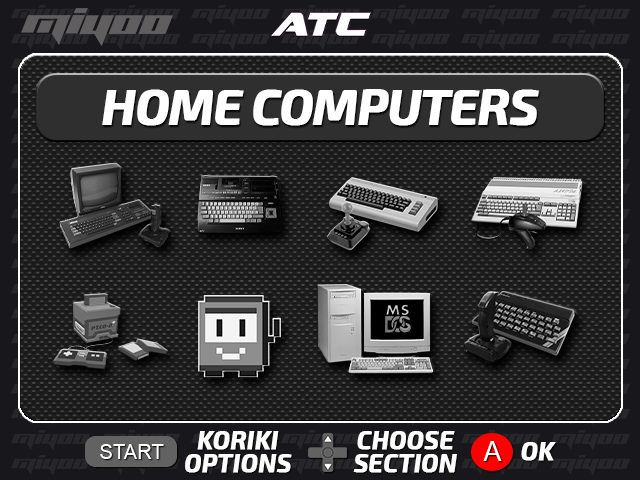 miyoo
ATC
HOME COMPUTERS
MS
DOS
START
KORIKI
OPTIONS
CHOOSE
SECTION
A
OK